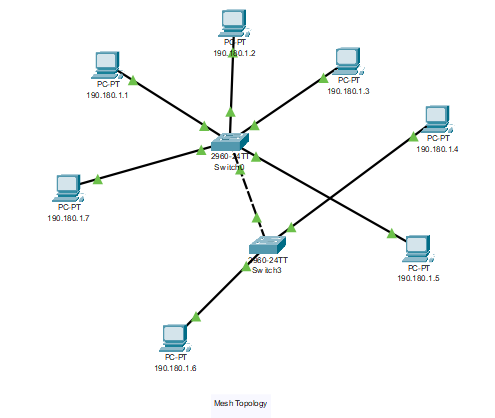 PC-PT
190.180.1.2
PC-PT
190.180.1.1
PC-PT
190.180.1.3
PC-PT
190.180.1.4
2960-24TT
Switch0
PC-PT
190.180.1.7
2960-24TT
Switch3
PC-PT
190.180.1.5
PC-PT
190.180.1.6
Mesh Topology